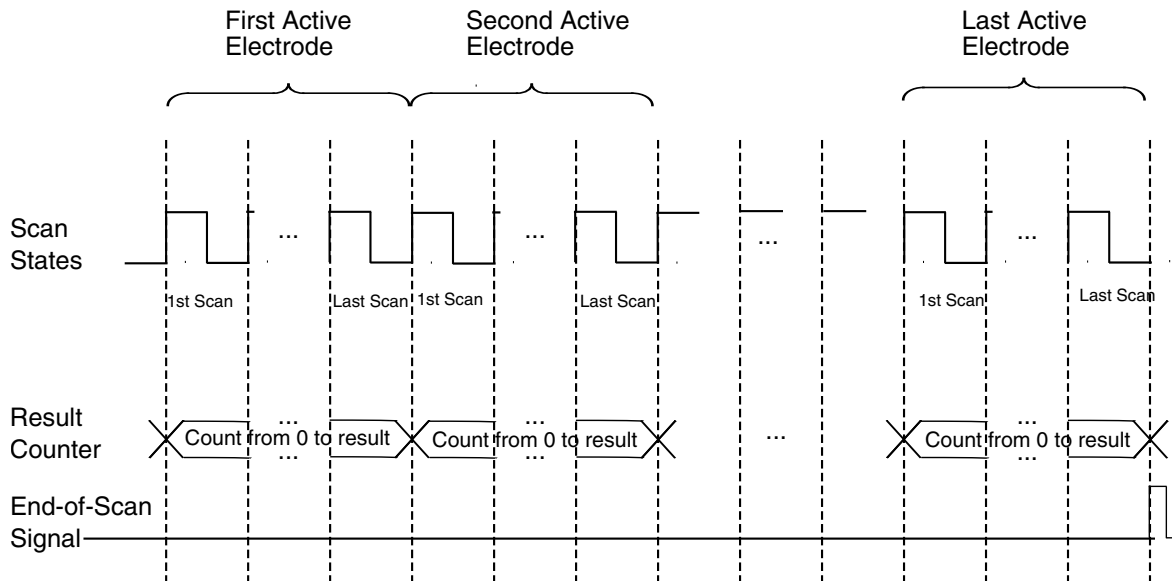 First Active
Electrode
Second Active
Electrode
Last Active
Electrode
Scan
States
...
...
...
...
1st Scan
Last Scan
1st Scan
Last Scan
1st Scan
Last Scan
Result
Counter
...
Count from 0 to result
...
...
Count from 0 to result
...
...
...
Count from 0 to result
...
End-of-Scan
Signal